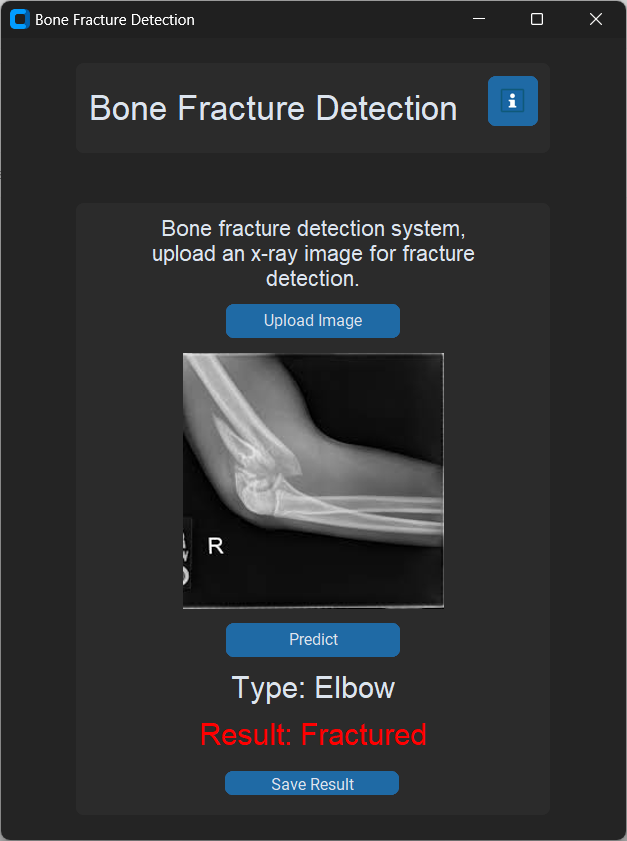 Bone Fracture Detection
Bone Fracture Detection
i
Bone fracture detection system,
upload an x-ray image for fracture
detection.
Upload Image
R
Predict
Type: Elbow
Result: Fractured
Save Result